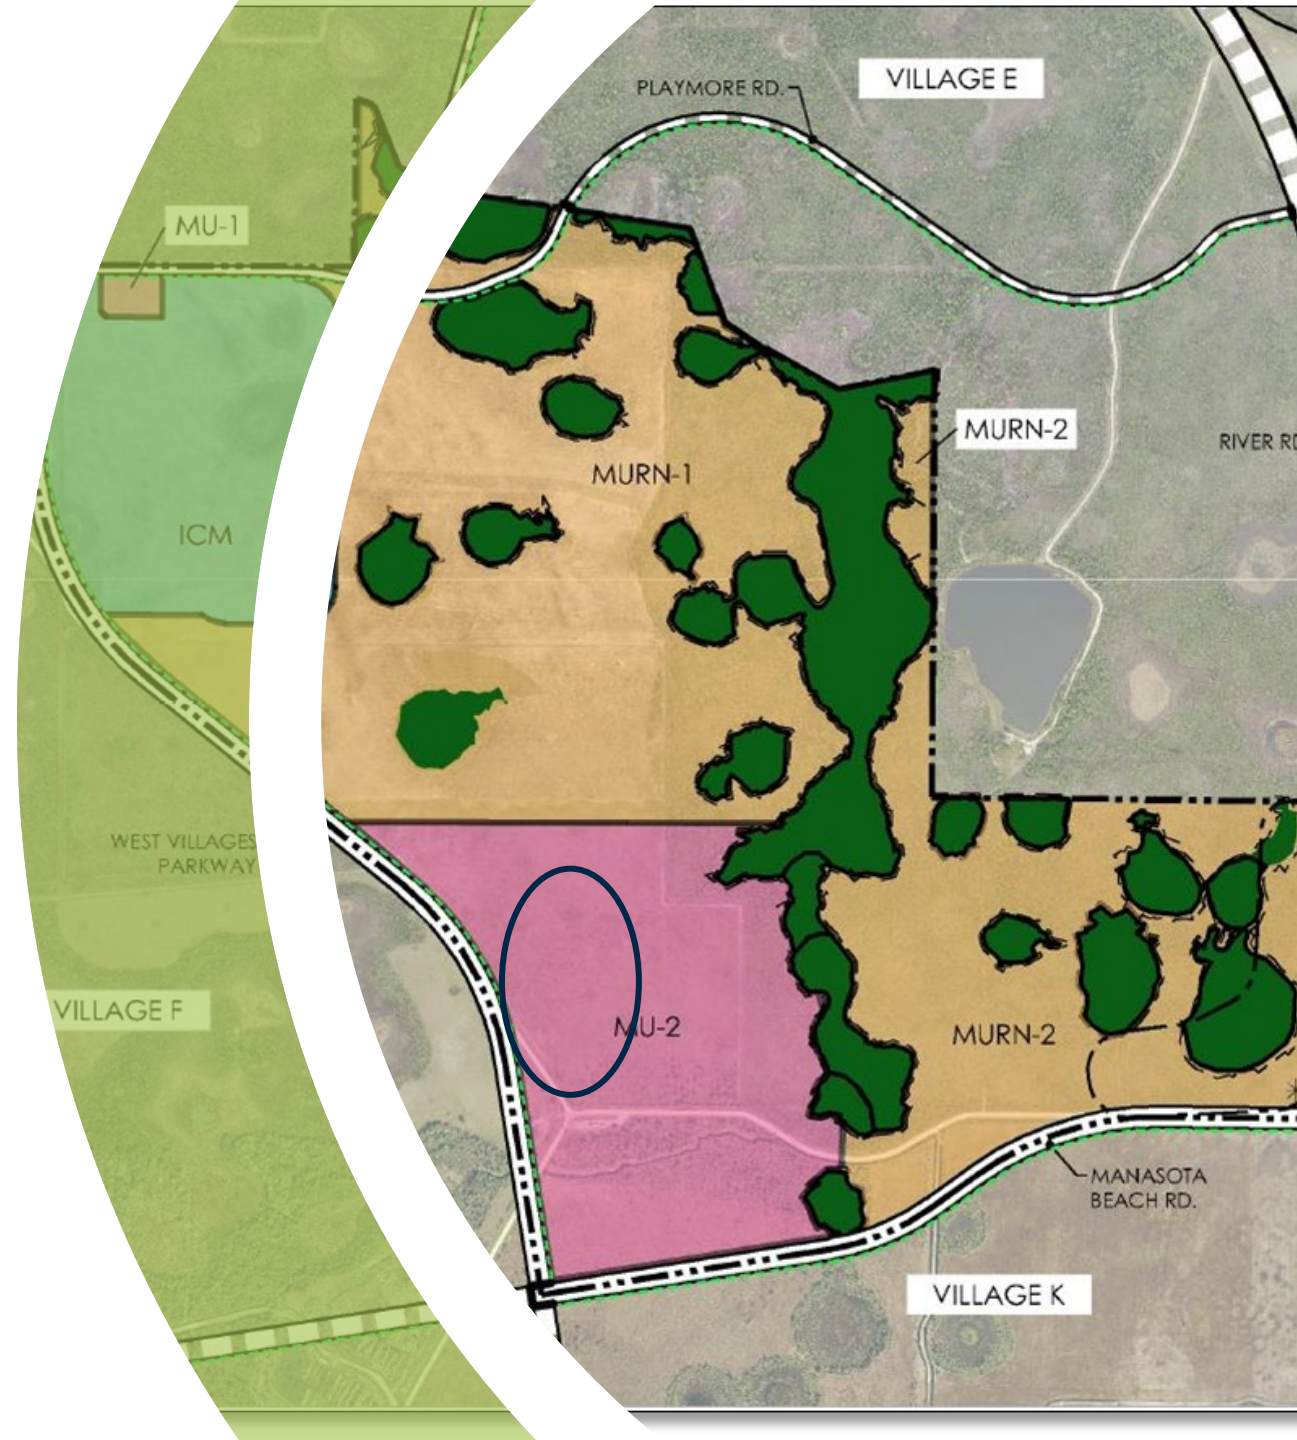 VILLAGE E
PLAYMORE RD.
MU-1
MURN-2
RIVER RD
MURN-1
ICM
WEST VILLAGES
PARKWAY
VILLAGE F
MU-2
MURN-2
MANASOTA
BEACH RD.
VILLAGE K